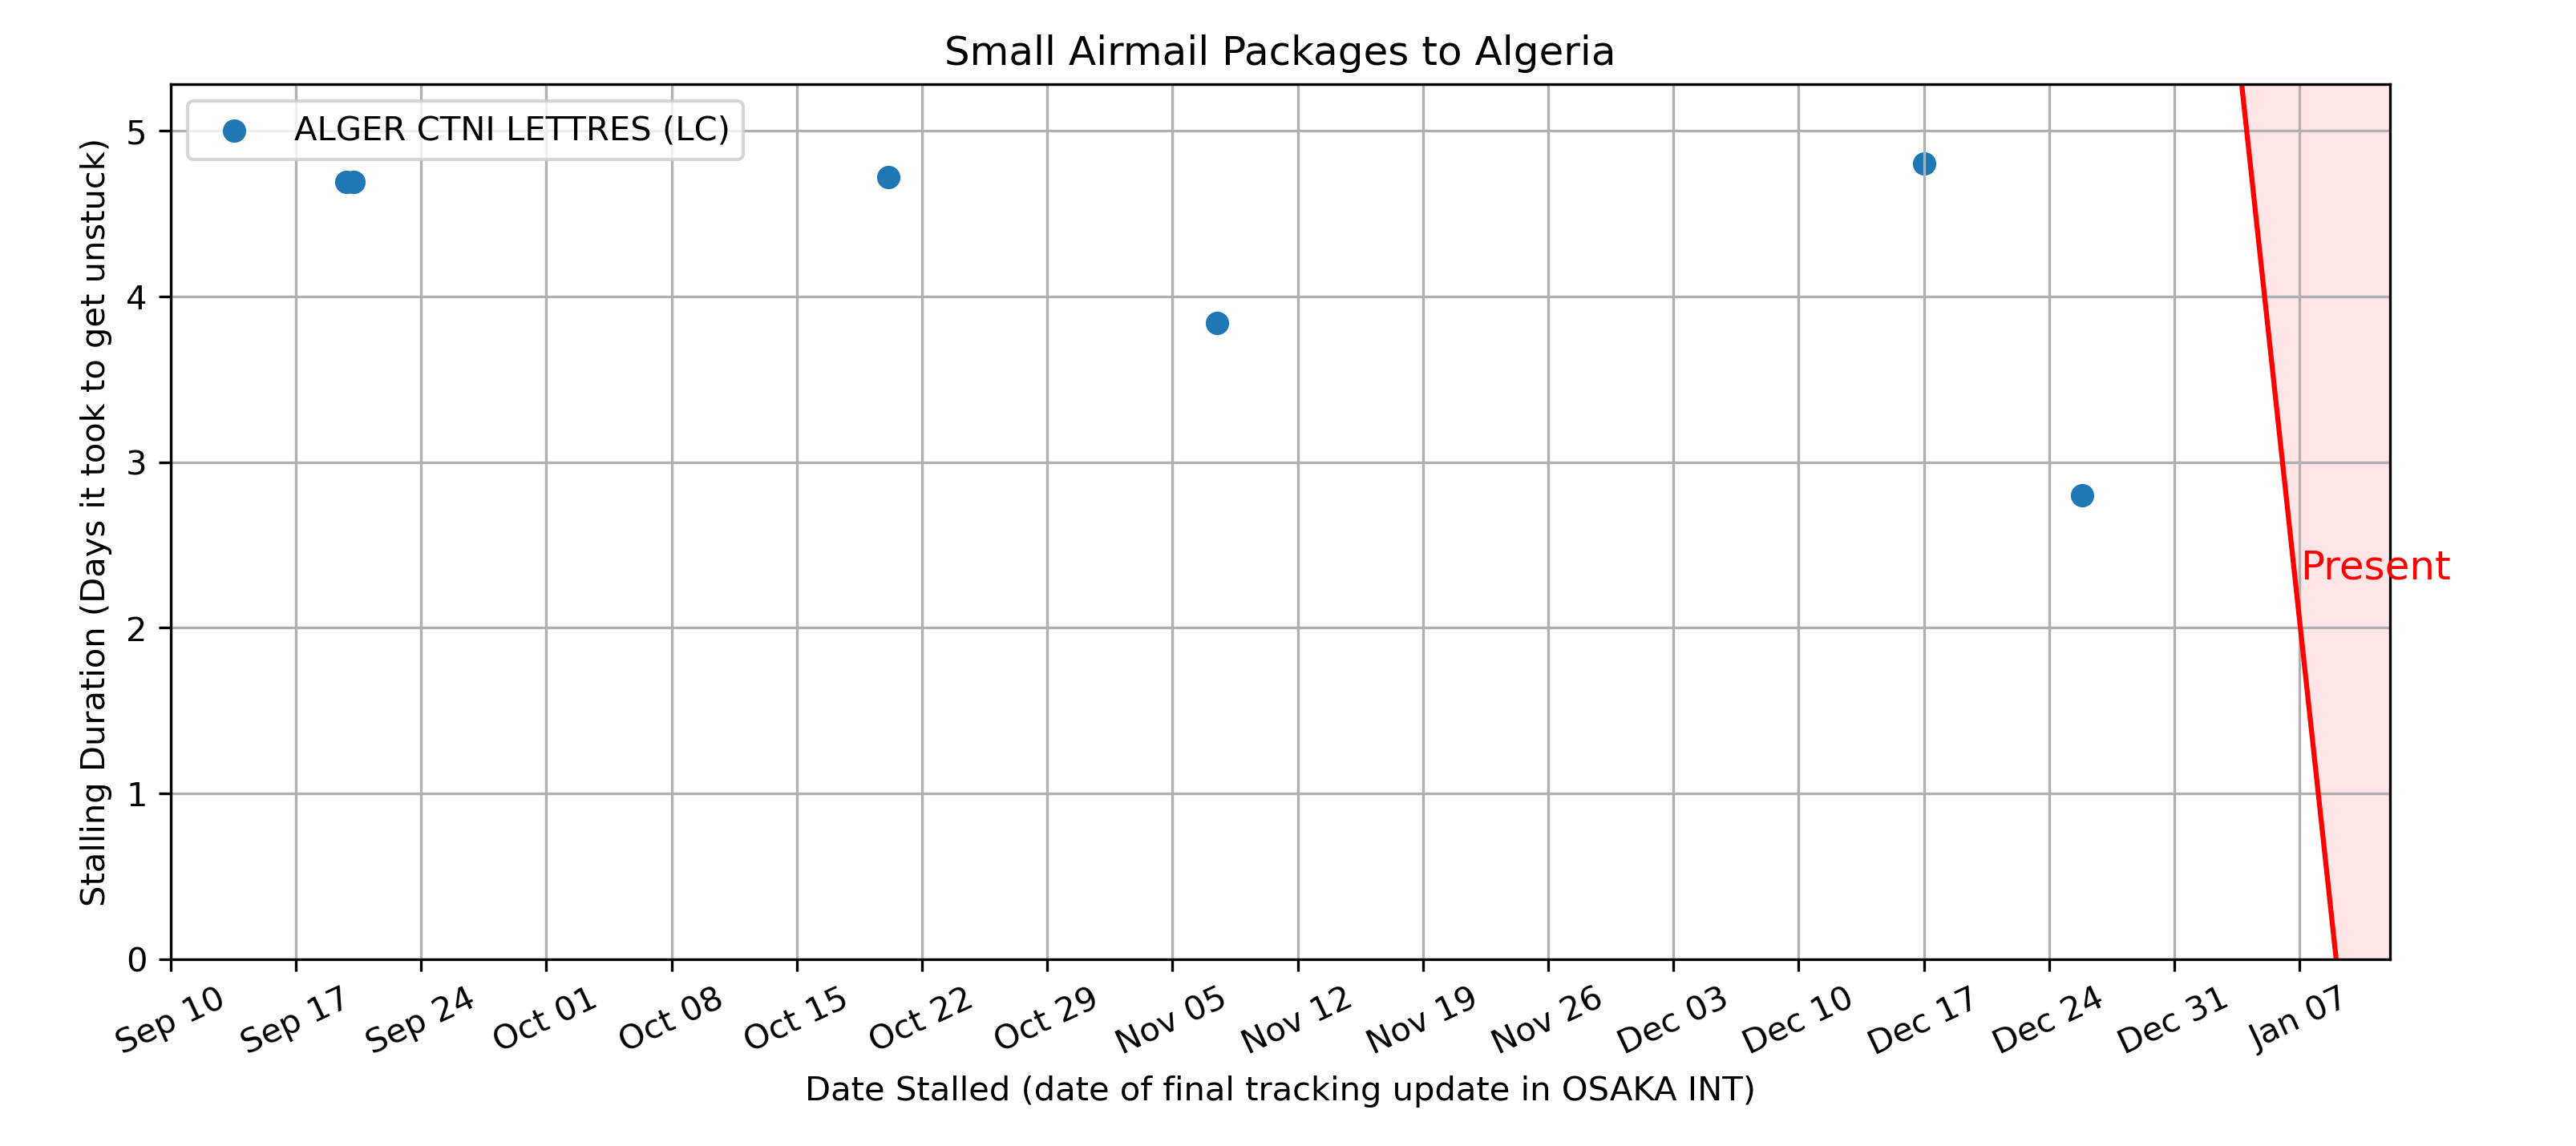 Small Airmail Packages to Algeria
ALGER CTNI LETTRES (LC)
Stalling Duration (Days it took to get unstuck)
5
4
3
2
1
0
Present
Sep 10 Sep 17 Sep 24 Oct 01 Oct 08 Oct 15 Oct 22 Oct 29 Nov 05 Nov 12 Nov 19 Nov 26 Dec 03 Dec 10 Dec 17 Dec 24 Dec 31 Jan 07
Date Stalled (date of final tracking update in OSAKA INT)